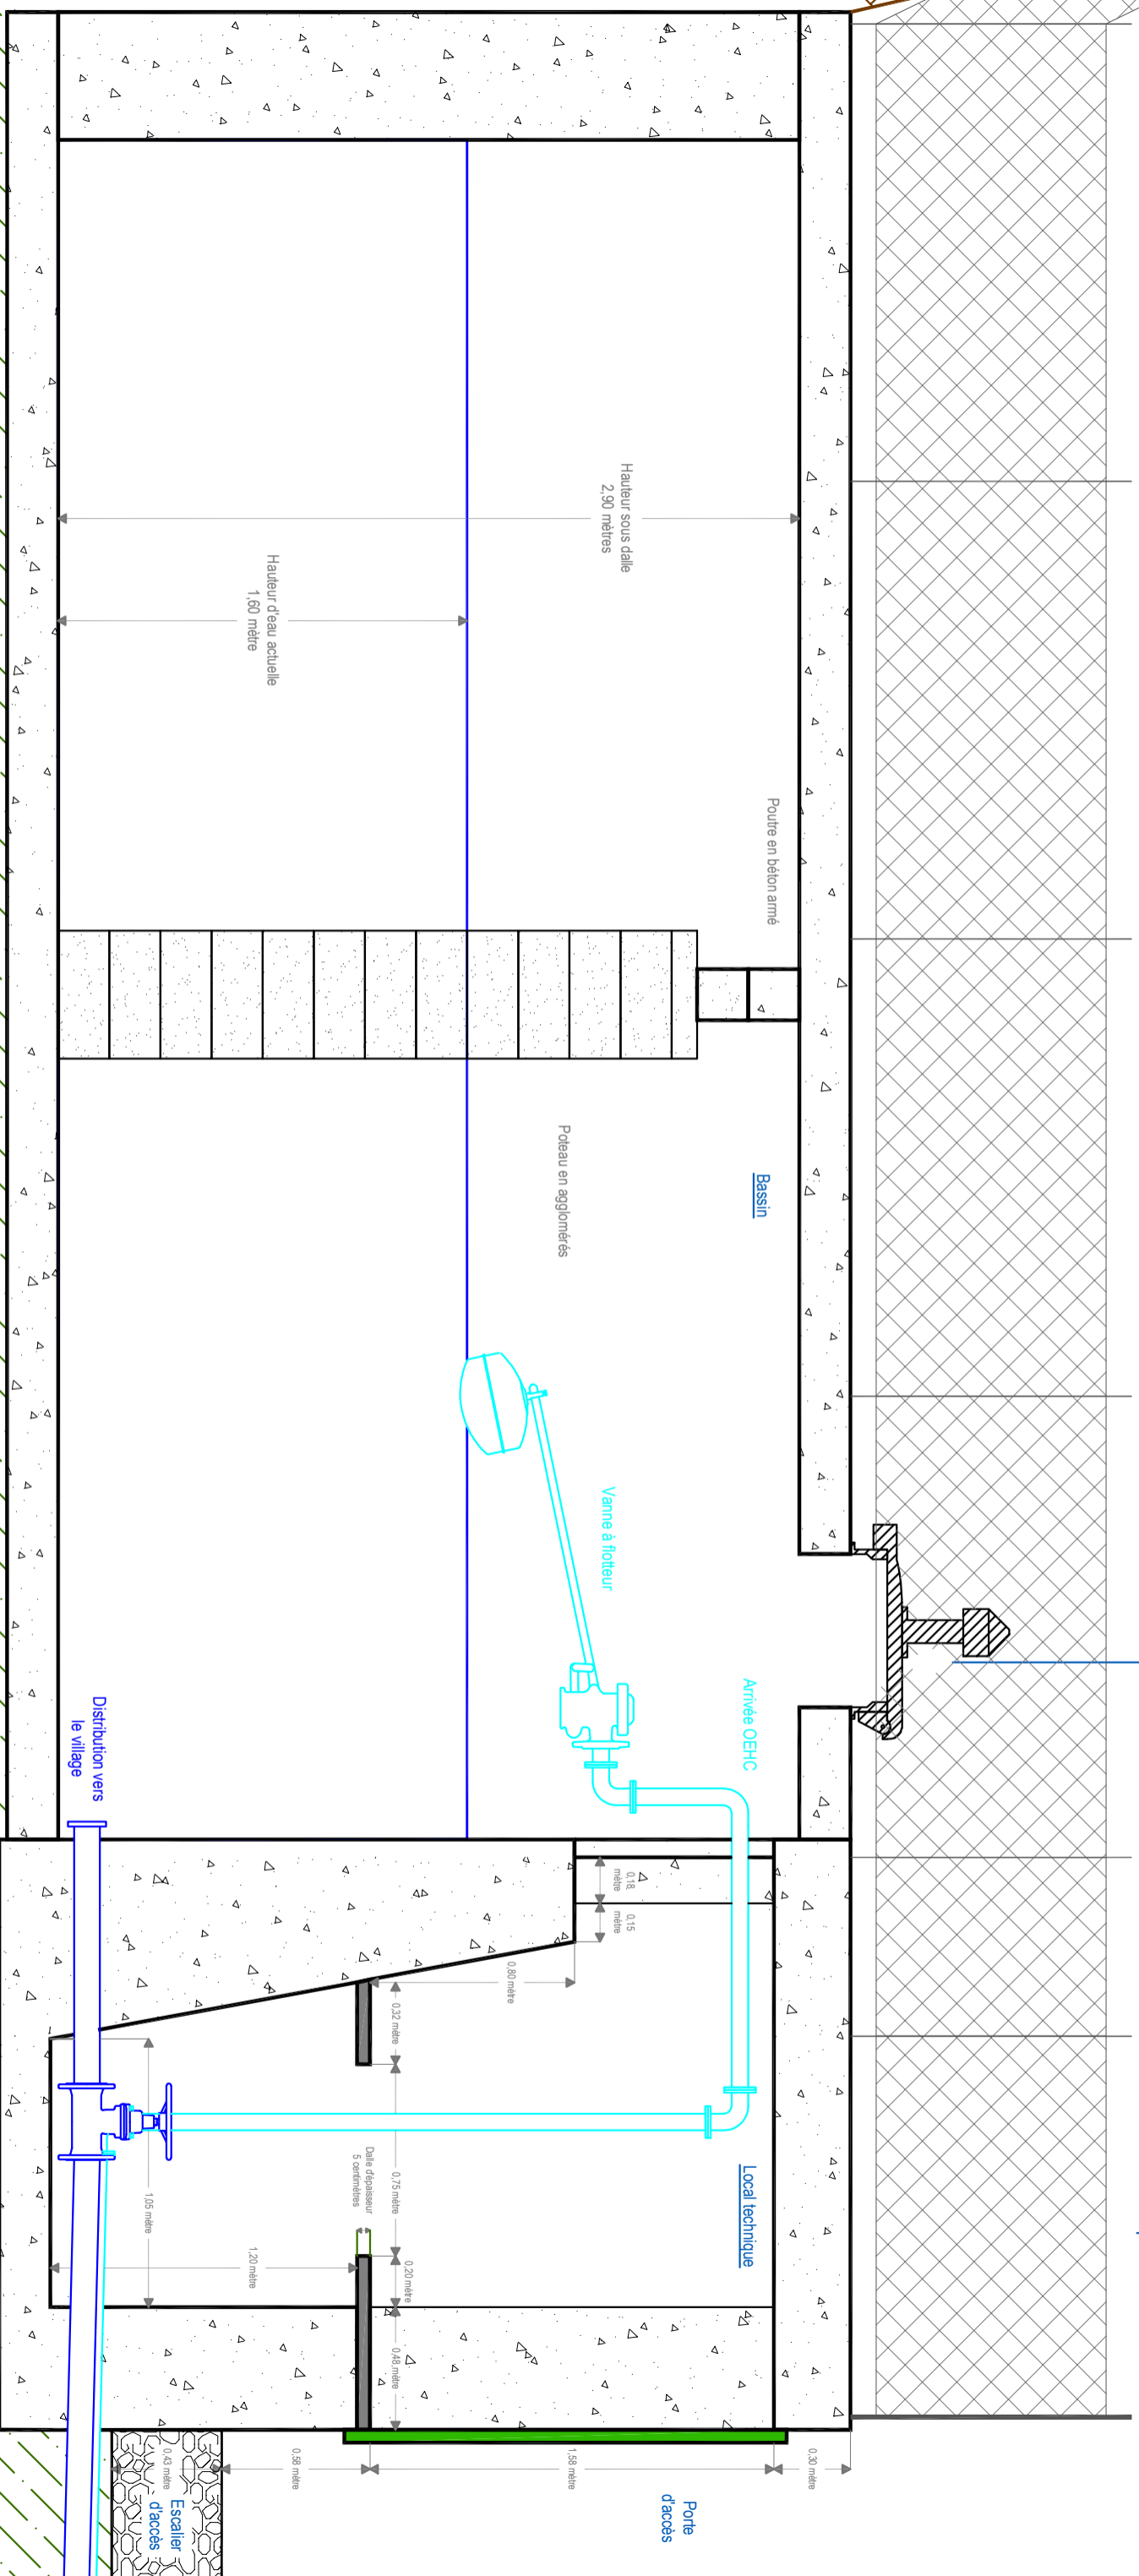 Hauteur sous dalle
2,90 mètres
Hauteur d'eau actuelle
1,60 mètre
Poutre en béton armé
Poteau en agglomérés
Bassin
Vanne à flotteur
Arrivée OEHC
Distribution vers
le village
0,18
mètre
0,15
mètre
0,80 mètre
0,32 mètre
0,75 mètre
0,20 mètre
0,48 mètre
Dalle d'épaisseur
5 centimètres
1,05 mètre
1,20 mètre
Local technique
0,30 mètre
1,58 mètre
0,58 mètre
0,43 mètre
Porte
d'accès
Escalier
d'accès